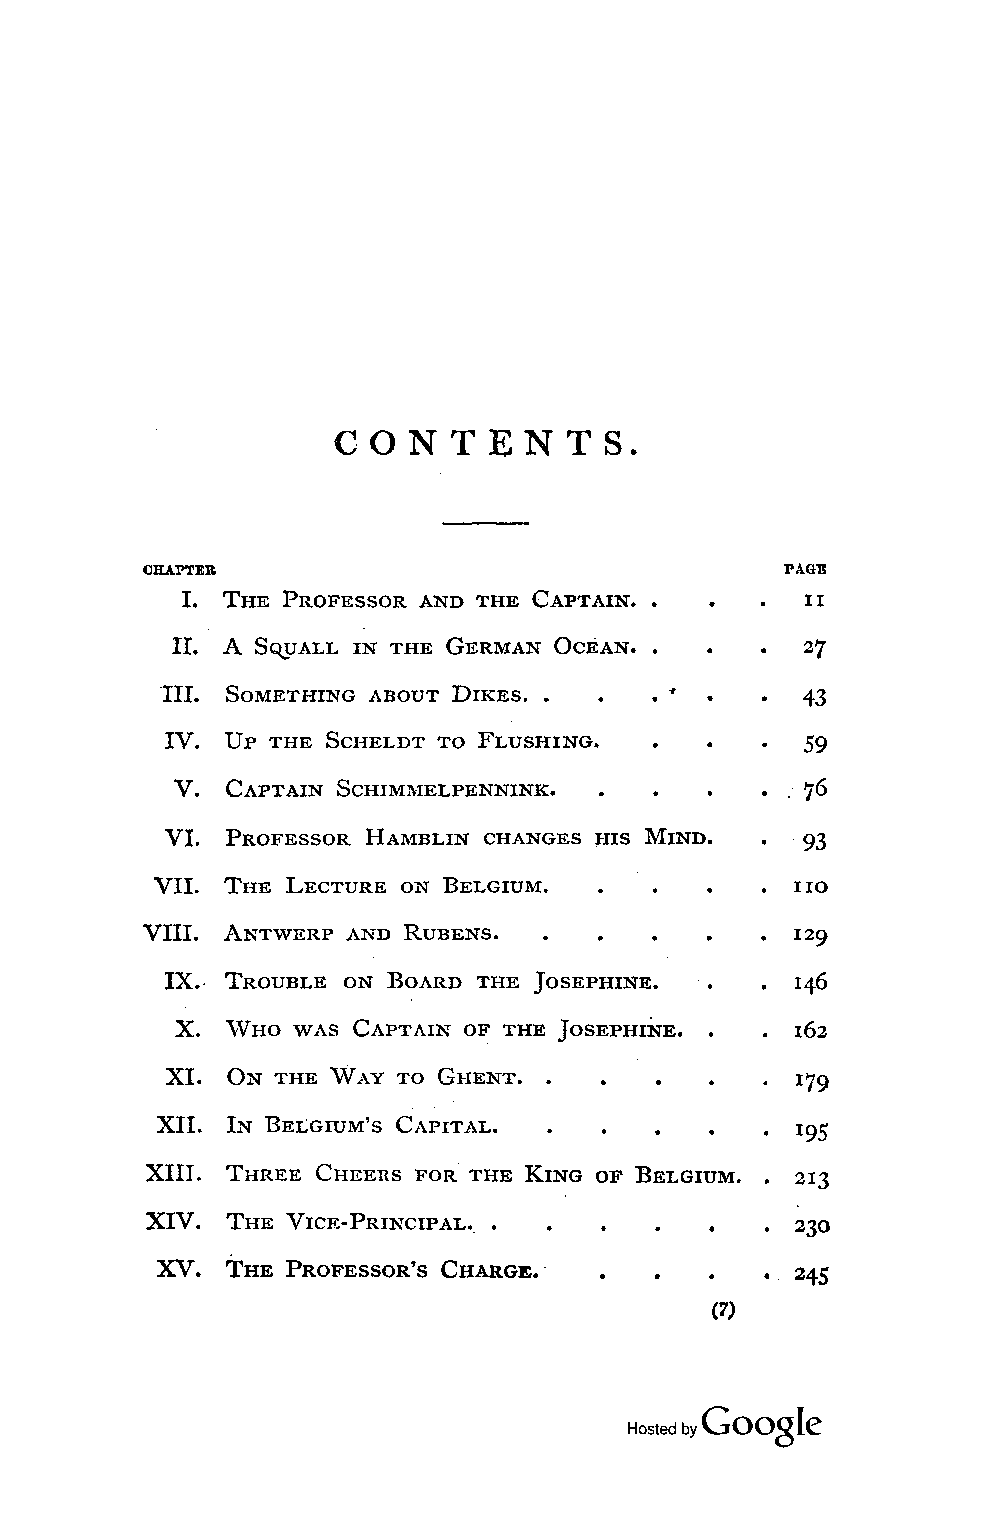 CONTENTS.
CHAPTER PAGE
I. THE PROFESSOR AND THE CAPTAIN. . . . 11
II. A SQUALL IN THE GERMAN OCEAN. . . . 27
III. SOMETHING ABOUT DIKES. . . . . . 43
IV. UP THE SCHELDT TO FLUSHING. . . . 59
V. CAPTAIN SCHIMMELPENNINK. . . . . 76
VI. PROFESSOR HAMBLIN CHANGES HIS MIND. . 93
VII. THE LECTURE ON BELGIUM. . . . . 110
VIII. ANTWERP AND RUBENS. . . . . . 129
IX. TROUBLE ON BOARD THE JOSEPHINE. . . 146
X. WHO WAS CAPTAIN OF THE JOSEPHINE. . . 162
XI. ON THE WAY TO GHENT. . . . . . 179
XII. IN BELGIUM'S CAPITAL. . . . . . 195
XIII. THREE CHEERS FOR THE KING OF BELGIUM. . 213
XIV. THE VICE-PRINCIPAL. . . . . . . 230
XV. THE PROFESSOR'S CHARGE. . . . . 245
(7)
Hosted by Google